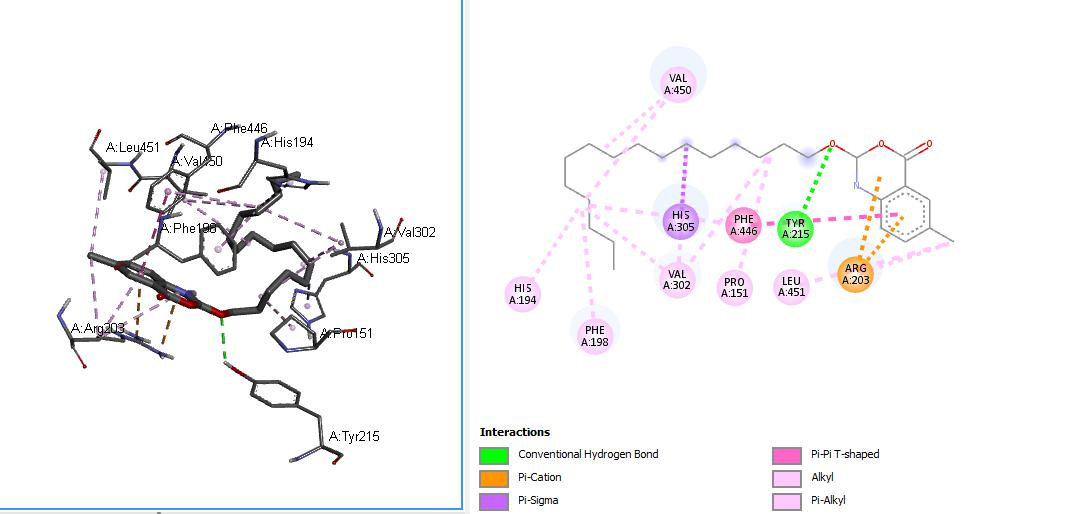 A:Phe446
A:Leu451
A:His194
A:Val450
A:Phe198
A:Val302
A:His305
A:Arg203
A:Pro151
A:Tyr215
VAL
A:450
O
O
O
N
HIS
A:305
PHE
A:446
TYR
A:215
ARG
A:203
HIS
A:194
VAL
A:302
PRO
A:151
LEU
A:451
PHE
A:198
Interactions
Conventional Hydrogen Bond
Pi-Cation
Pi-Sigma
Pi-Pi T-shaped
Alkyl
Pi-Alkyl